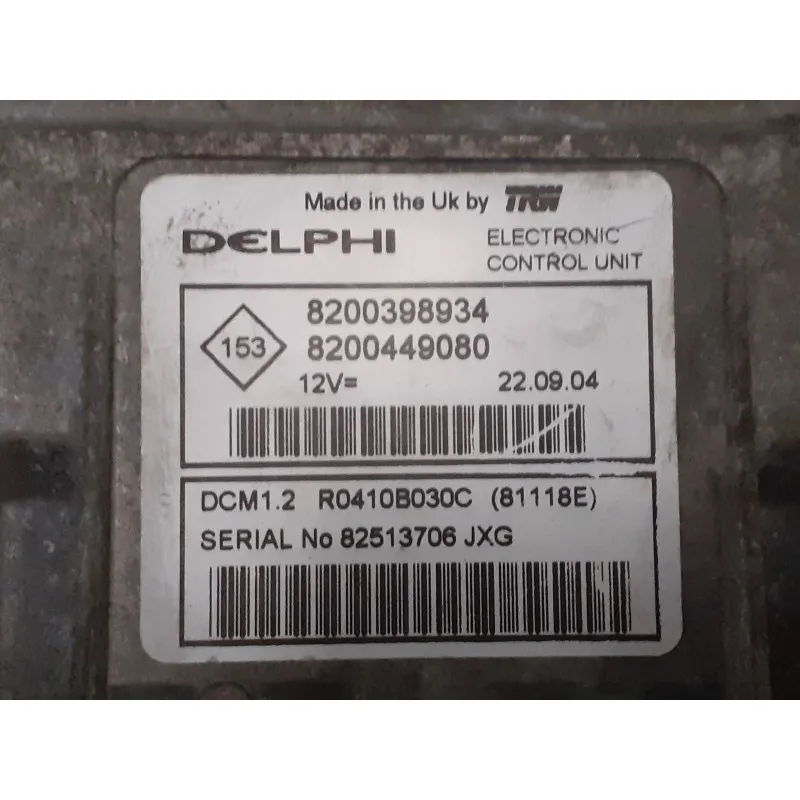 Made in the Uk by TRW
DELPHI
ELECTRONIC
CONTROL UNIT
8200398934
153
8200449080
12V=
22.09.04
DCM1.2 R0410B030C (81118E)
SERIAL No 82513706 JXG